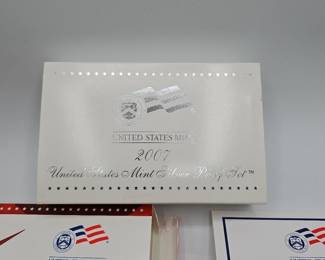 UNITED STATES MINT
2007
United States Mint Silver Proof Set™